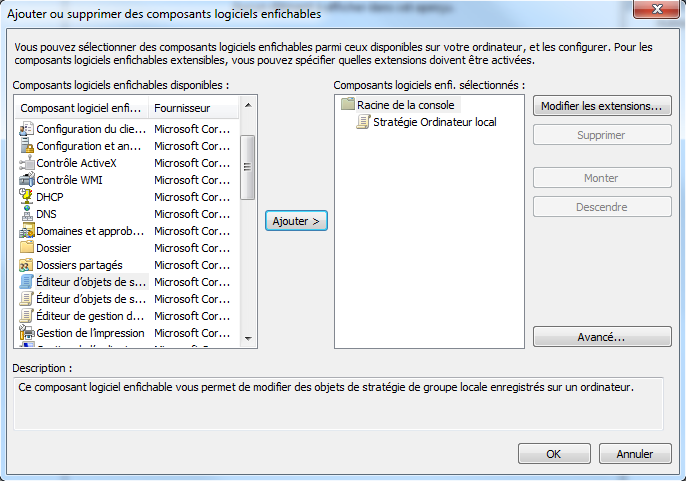 Ajouter ou supprimer des composants logiciels enfichables
Vous pouvez sélectionner des composants logiciels enfichables parmi ceux disponibles sur votre ordinateur, et les configurer. Pour les
composants logiciels enfichables extensibles, vous pouvez spécifier quelles extensions doivent être activées.
Composants logiciels enfichables disponibles :
Composant logiciel enfi... Fournisseur
Configuration du clie... Microsoft Cor...
Configuration et an... Microsoft Cor...
Contrôle ActiveX Microsoft Cor...
Contrôle WMI Microsoft Cor...
DHCP Microsoft Cor...
DNS Microsoft Cor...
Domaines et approb... Microsoft Cor...
Dossier Microsoft Cor...
Dossiers partagés Microsoft Cor...
Éditeur d'objets de s... Microsoft Cor...
Éditeur d'objets de s... Microsoft Cor...
Éditeur de gestion d... Microsoft Cor...
Gestion de l'impression Microsoft Cor...
Ajouter >
Composants logiciels enfi. sélectionnés :
Racine de la console
Stratégie Ordinateur local
Modifier les extensions...
Supprimer
Monter
Descendre
Avancé...
Description :
Ce composant logiciel enfichable vous permet de modifier des objets de stratégie de groupe locale enregistrés sur un ordinateur.
OK
Annuler